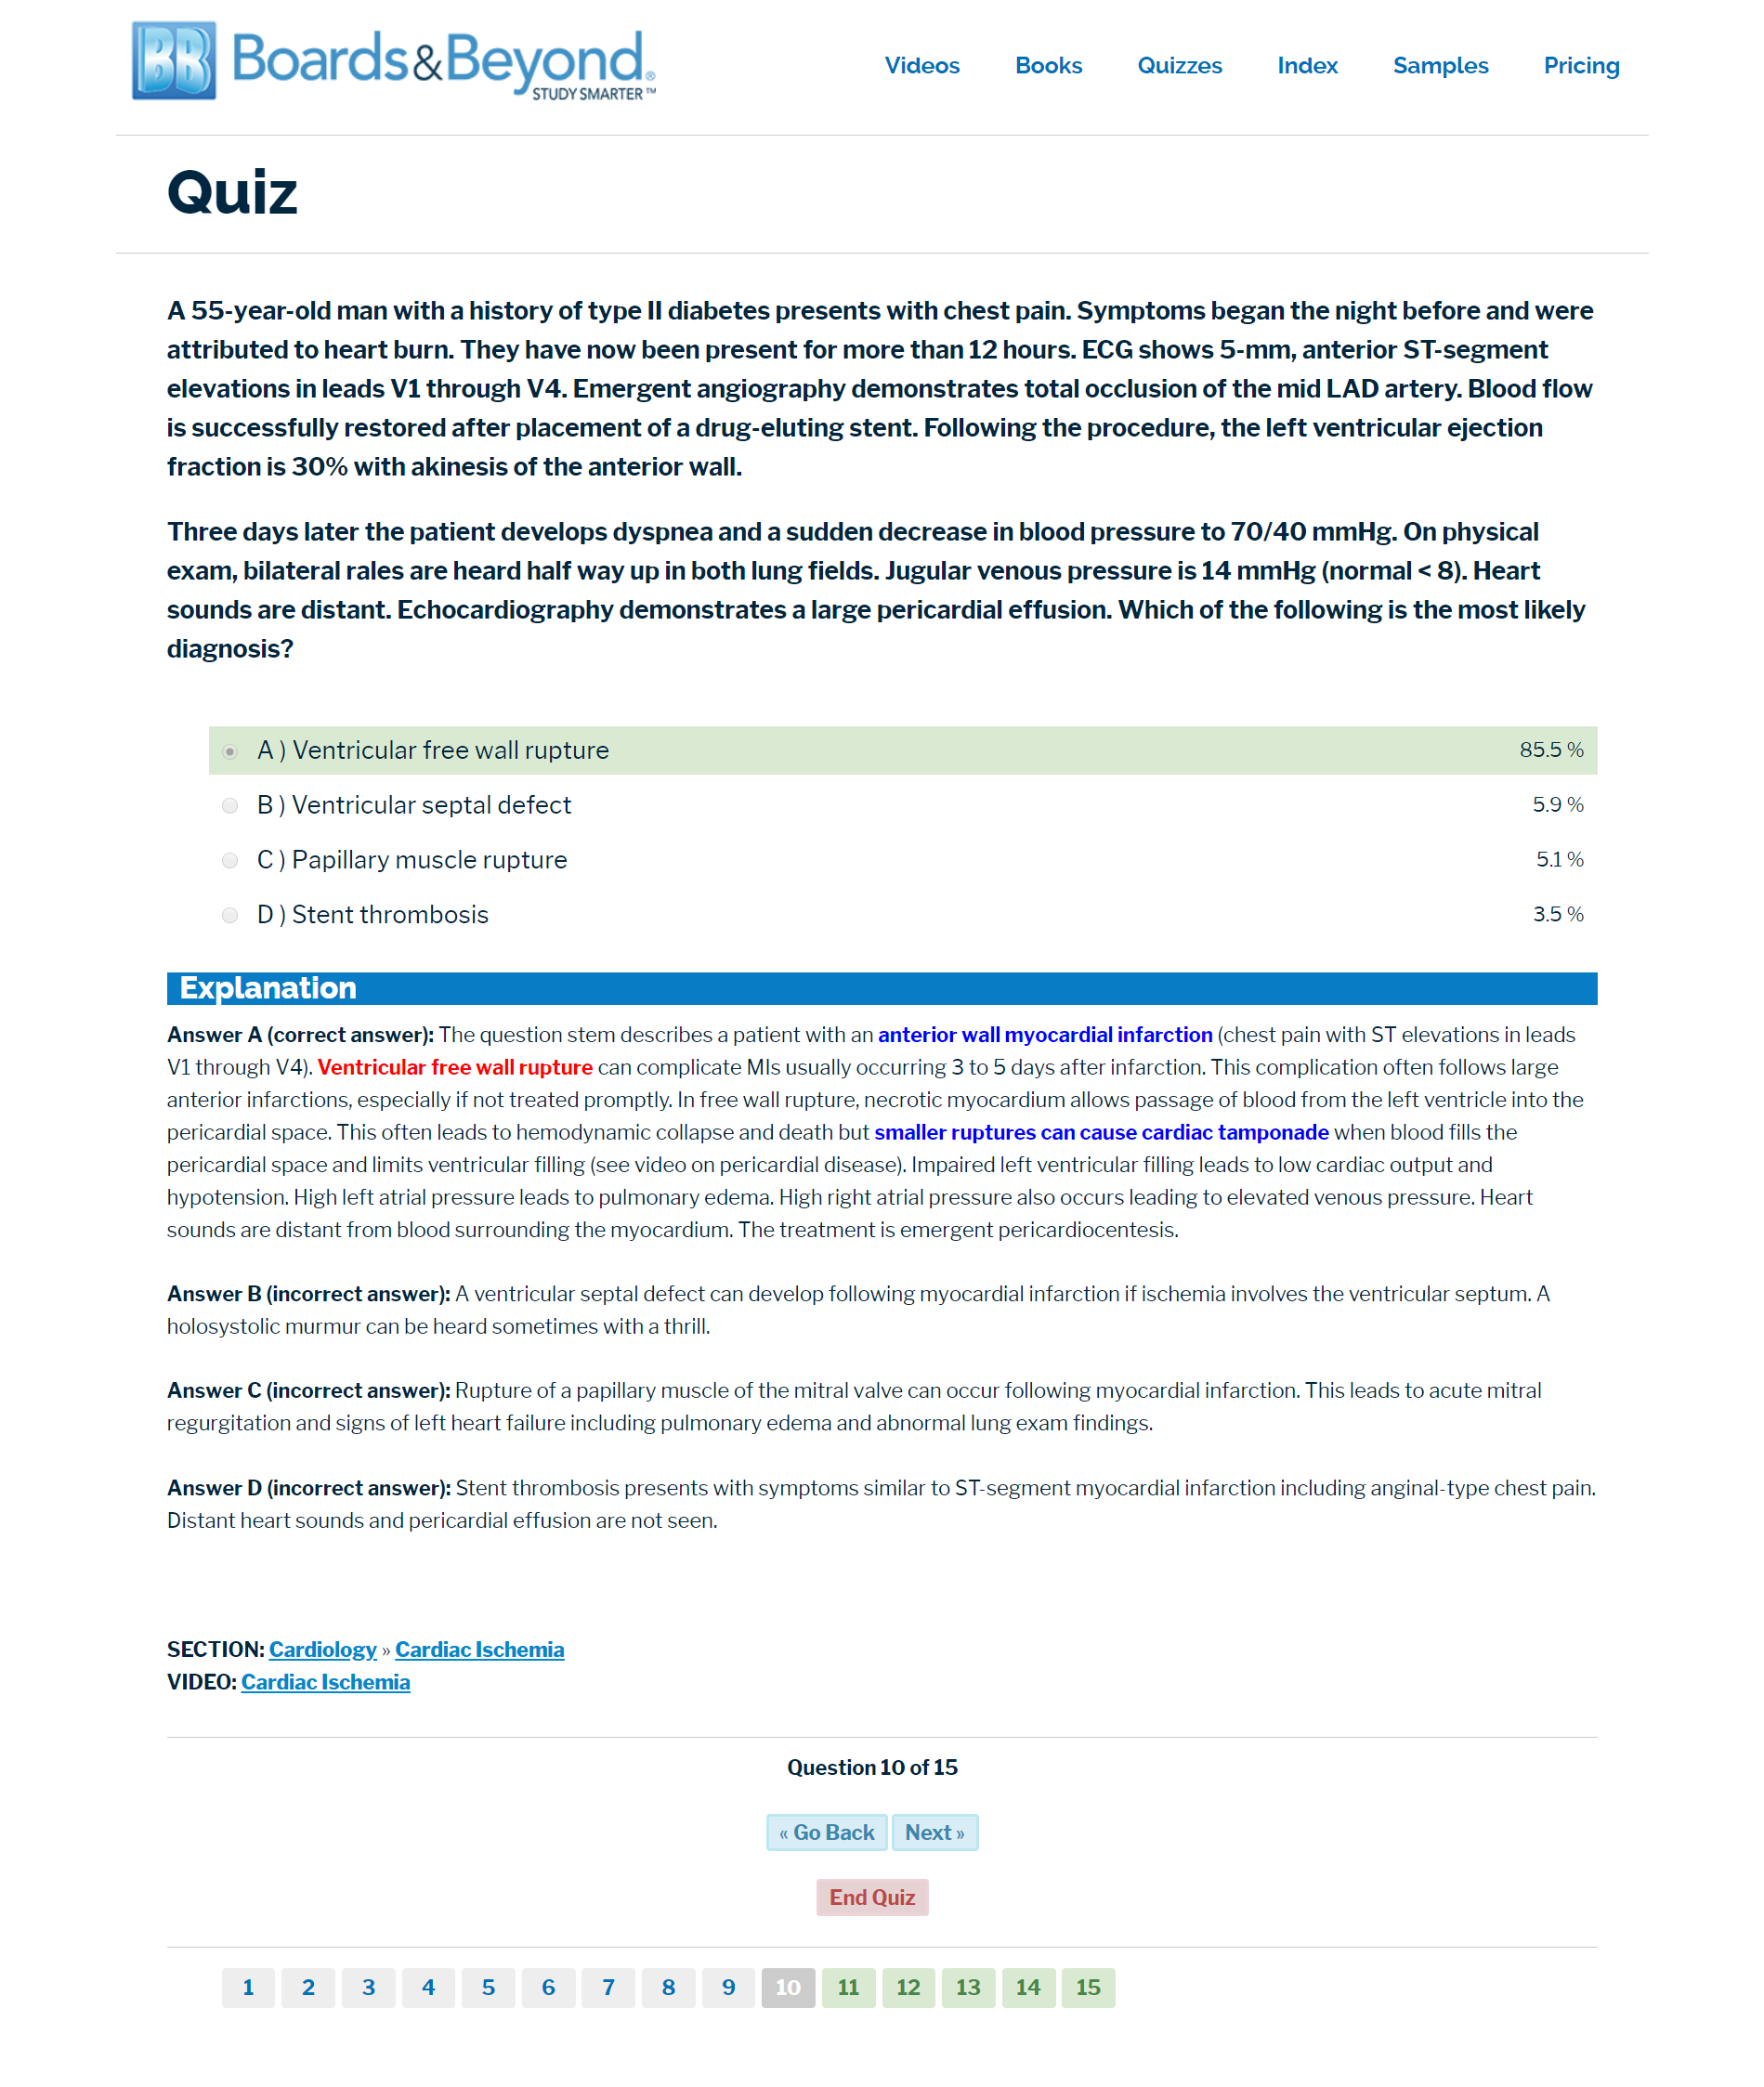 BB Boards&Beyond®
STUDY SMARTER™
Videos Books Quizzes Index Samples Pricing
Quiz
A 55-year-old man with a history of type II diabetes presents with chest pain. Symptoms began the night before and were
attributed to heart burn. They have now been present for more than 12 hours. ECG shows 5-mm, anterior ST-segment
elevations in leads V1 through V4. Emergent angiography demonstrates total occlusion of the mid LAD artery. Blood flow
is successfully restored after placement of a drug-eluting stent. Following the procedure, the left ventricular ejection
fraction is 30% with akinesis of the anterior wall.
Three days later the patient develops dyspnea and a sudden decrease in blood pressure to 70/40 mmHg. On physical
exam, bilateral rales are heard half way up in both lung fields. Jugular venous pressure is 14 mmHg (normal < 8). Heart
sounds are distant. Echocardiography demonstrates a large pericardial effusion. Which of the following is the most likely
diagnosis?
A ) Ventricular free wall rupture 85.5 %
B ) Ventricular septal defect 5.9 %
C ) Papillary muscle rupture 5.1 %
D ) Stent thrombosis 3.5 %
Explanation
Answer A (correct answer): The question stem describes a patient with an anterior wall myocardial infarction (chest pain with ST elevations in leads
V1 through V4). Ventricular free wall rupture can complicate MIs usually occurring 3 to 5 days after infarction. This complication often follows large
anterior infarctions, especially if not treated promptly. In free wall rupture, necrotic myocardium allows passage of blood from the left ventricle into the
pericardial space. This often leads to hemodynamic collapse and death but smaller ruptures can cause cardiac tamponade when blood fills the
pericardial space and limits ventricular filling (see video on pericardial disease). Impaired left ventricular filling leads to low cardiac output and
hypotension. High left atrial pressure leads to pulmonary edema. High right atrial pressure also occurs leading to elevated venous pressure. Heart
sounds are distant from blood surrounding the myocardium. The treatment is emergent pericardiocentesis.
Answer B (incorrect answer): A ventricular septal defect can develop following myocardial infarction if ischemia involves the ventricular septum. A
holosystolic murmur can be heard sometimes with a thrill.
Answer C (incorrect answer): Rupture of a papillary muscle of the mitral valve can occur following myocardial infarction. This leads to acute mitral
regurgitation and signs of left heart failure including pulmonary edema and abnormal lung exam findings.
Answer D (incorrect answer): Stent thrombosis presents with symptoms similar to ST-segment myocardial infarction including anginal-type chest pain.
Distant heart sounds and pericardial effusion are not seen.
SECTION: Cardiology » Cardiac Ischemia
VIDEO: Cardiac Ischemia
Question 10 of 15
« Go Back Next »
End Quiz
1 2 3 4 5 6 7 8 9 10 11 12 13 14 15